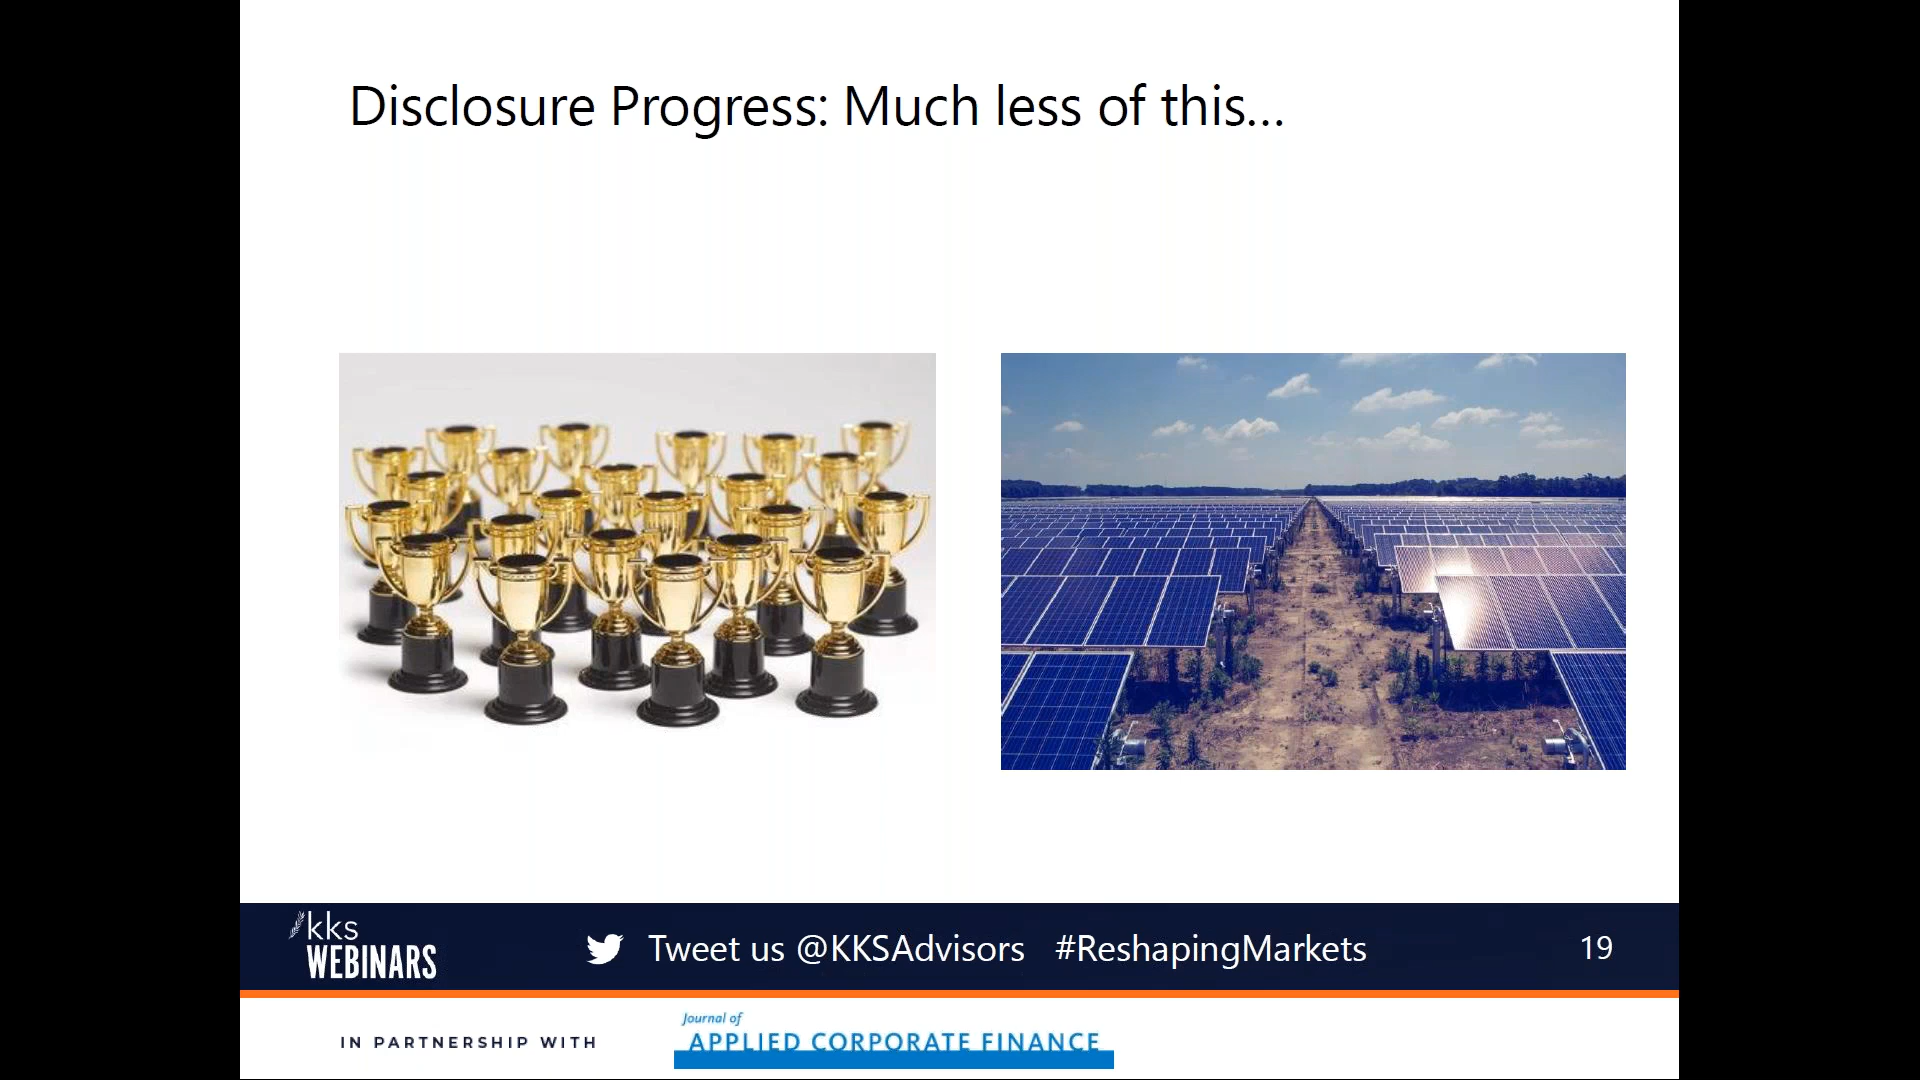 Disclosure Progress: Much less of this...
kks
WEBINARS
Tweet us @KKSAdvisors #ReshapingMarkets
19
IN PARTNERSHIP WITH
Journal of
APPLIED CORPORATE FINANCE